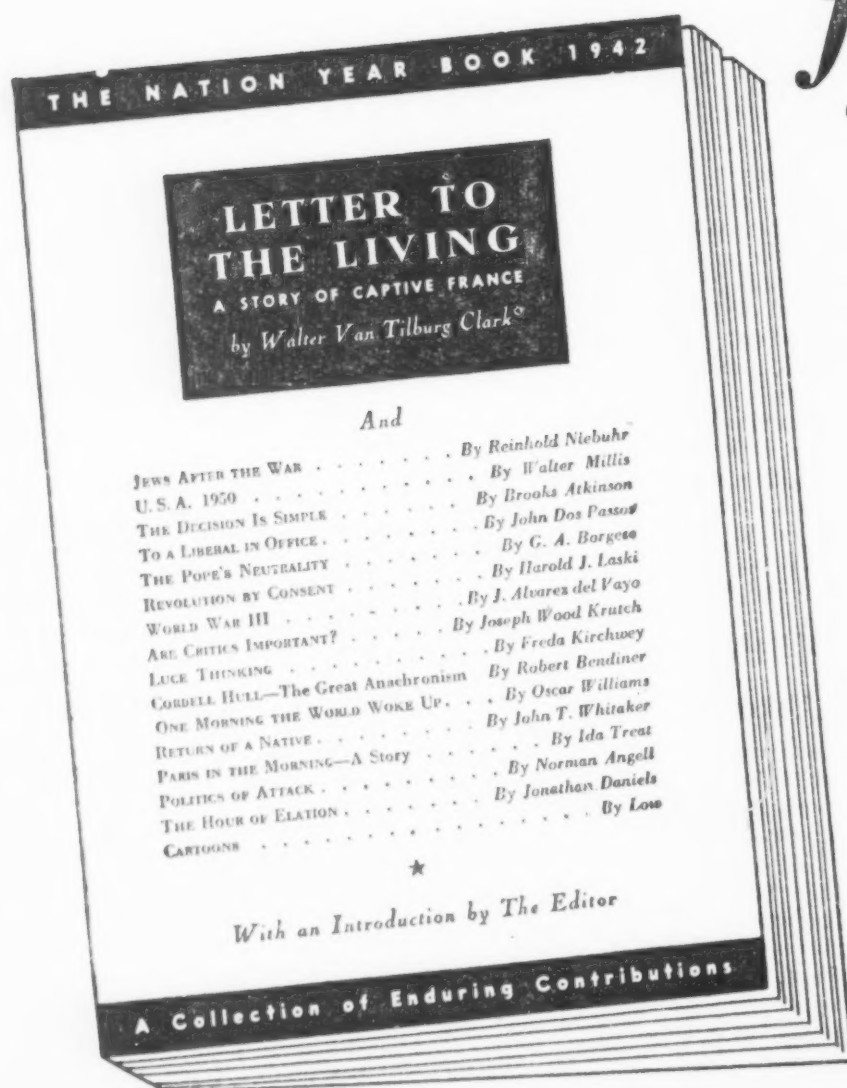 THE NATION YEAR BOOK 1942
LETTER TO
THE LIVING
A STORY OF CAPTIVE FRANCE
by Walter Van Tilburg Clark
And
JEWS AFTER THE WAR . . . . . . . By Reinhold Niebuhr
U. S. A. 1950 . . . . . . . . . . By Walter Millis
THE DECISION IS SIMPLE . . . . . . By Brooks Atkinson
TO A LIBERAL IN OFFICE . . . . . . . By John Dos Passos
THE POPE'S NEUTRALITY . . . . . . . By G. A. Borgese
REVOLUTION BY CONSENT . . . . . . . By Harold J. Laski
WORLD WAR III . . . . . . . . . By J. Alvarez del Vayo
ARE CRITICS IMPORTANT? . . . . . By Joseph Wood Krutch
LUCE THINKING . . . . . . . . . . By Freda Kirchwey
CORDELL HULL—The Great Anachronism By Robert Bendiner
ONE MORNING THE WORLD WOKE UP . . . By Oscar Williams
RETURN OF A NATIVE . . . . . . . . By John T. Whitaker
PARIS IN THE MORNING—A Story . . . . . . By Ida Treat
POLITICS OF ATTACK . . . . . . . . . By Norman Angell
THE HOUR OF ELATION . . . . . . . By Jonathan Daniels
CARTOONS . . . . . . . . . . . . . . . By Low
★
With an Introduction by The Editor
A Collection of Enduring Contributions